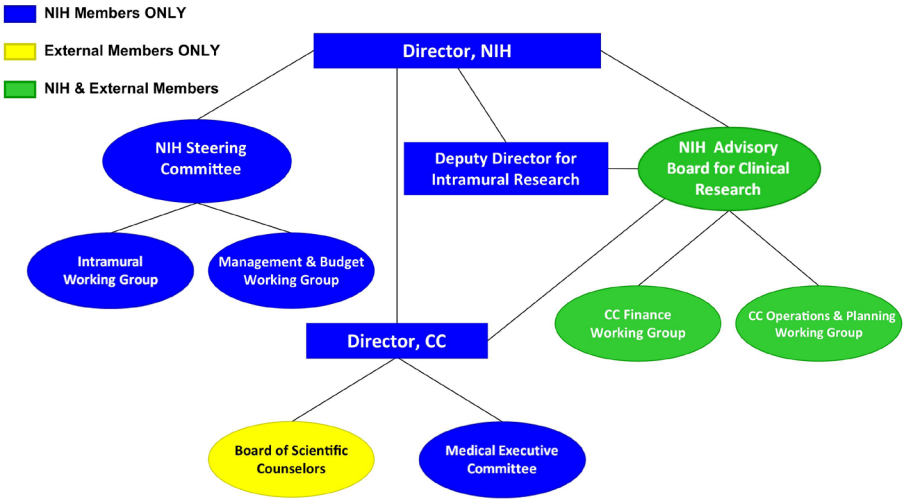 NIH Members ONLY
External Members ONLY
NIH & External Members
Director, NIH
NIH Steering
Committee
Deputy Director for
Intramural Research
NIH  Advisory
Board for Clinical
Research
Intramural
Working Group
Management & Budget
Working Group
CC Finance
Working Group
CC Operations & Planning
Working Group
Director, CC
Board of Scientific
Counselors
Medical Executive
Committee